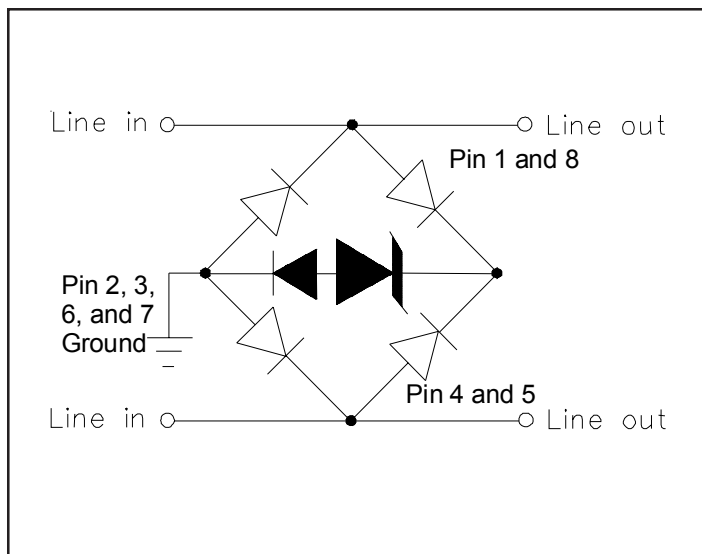 Line in
Line out
Pin 1 and 8
Pin 2, 3,
6, and 7
Ground
Pin 4 and 5
Line in
Line out